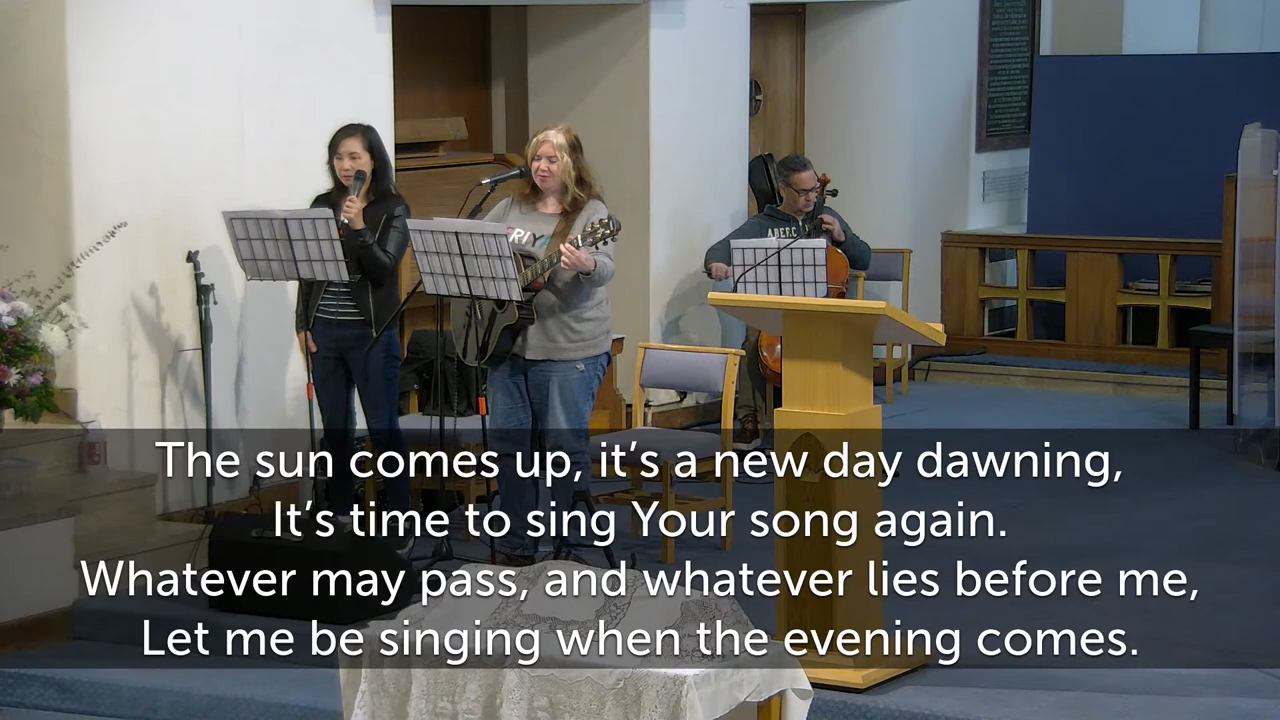 ABERC
The sun comes up, it’s a new day dawning,
It’s time to sing Your song again.
Whatever may pass, and whatever lies before me,
Let me be singing when the evening comes.